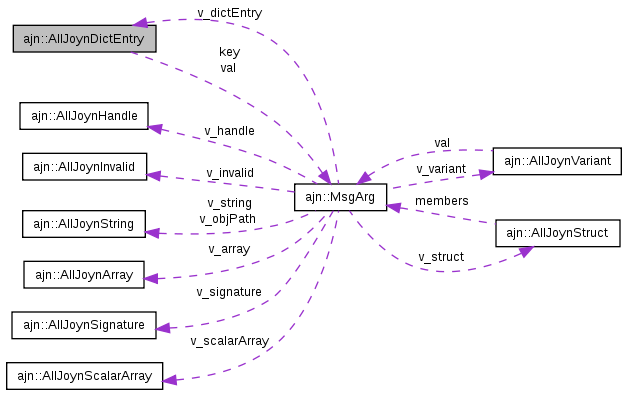 v_dictEntry
ajn::AllJoynDictEntry
key
val
ajn::AllJoynHandle
v_handle
val
ajn::AllJoynInvalid
v_invalid
v_variant
ajn::AllJoynVariant
ajn::MsgArg
v_string
members
v_objPath
ajn::AllJoynString
ajn::AllJoynStruct
v_array
v_struct
ajn::AllJoynArray
v_signature
ajn::AllJoynSignature
v_scalarArray
ajn::AllJoynScalarArray